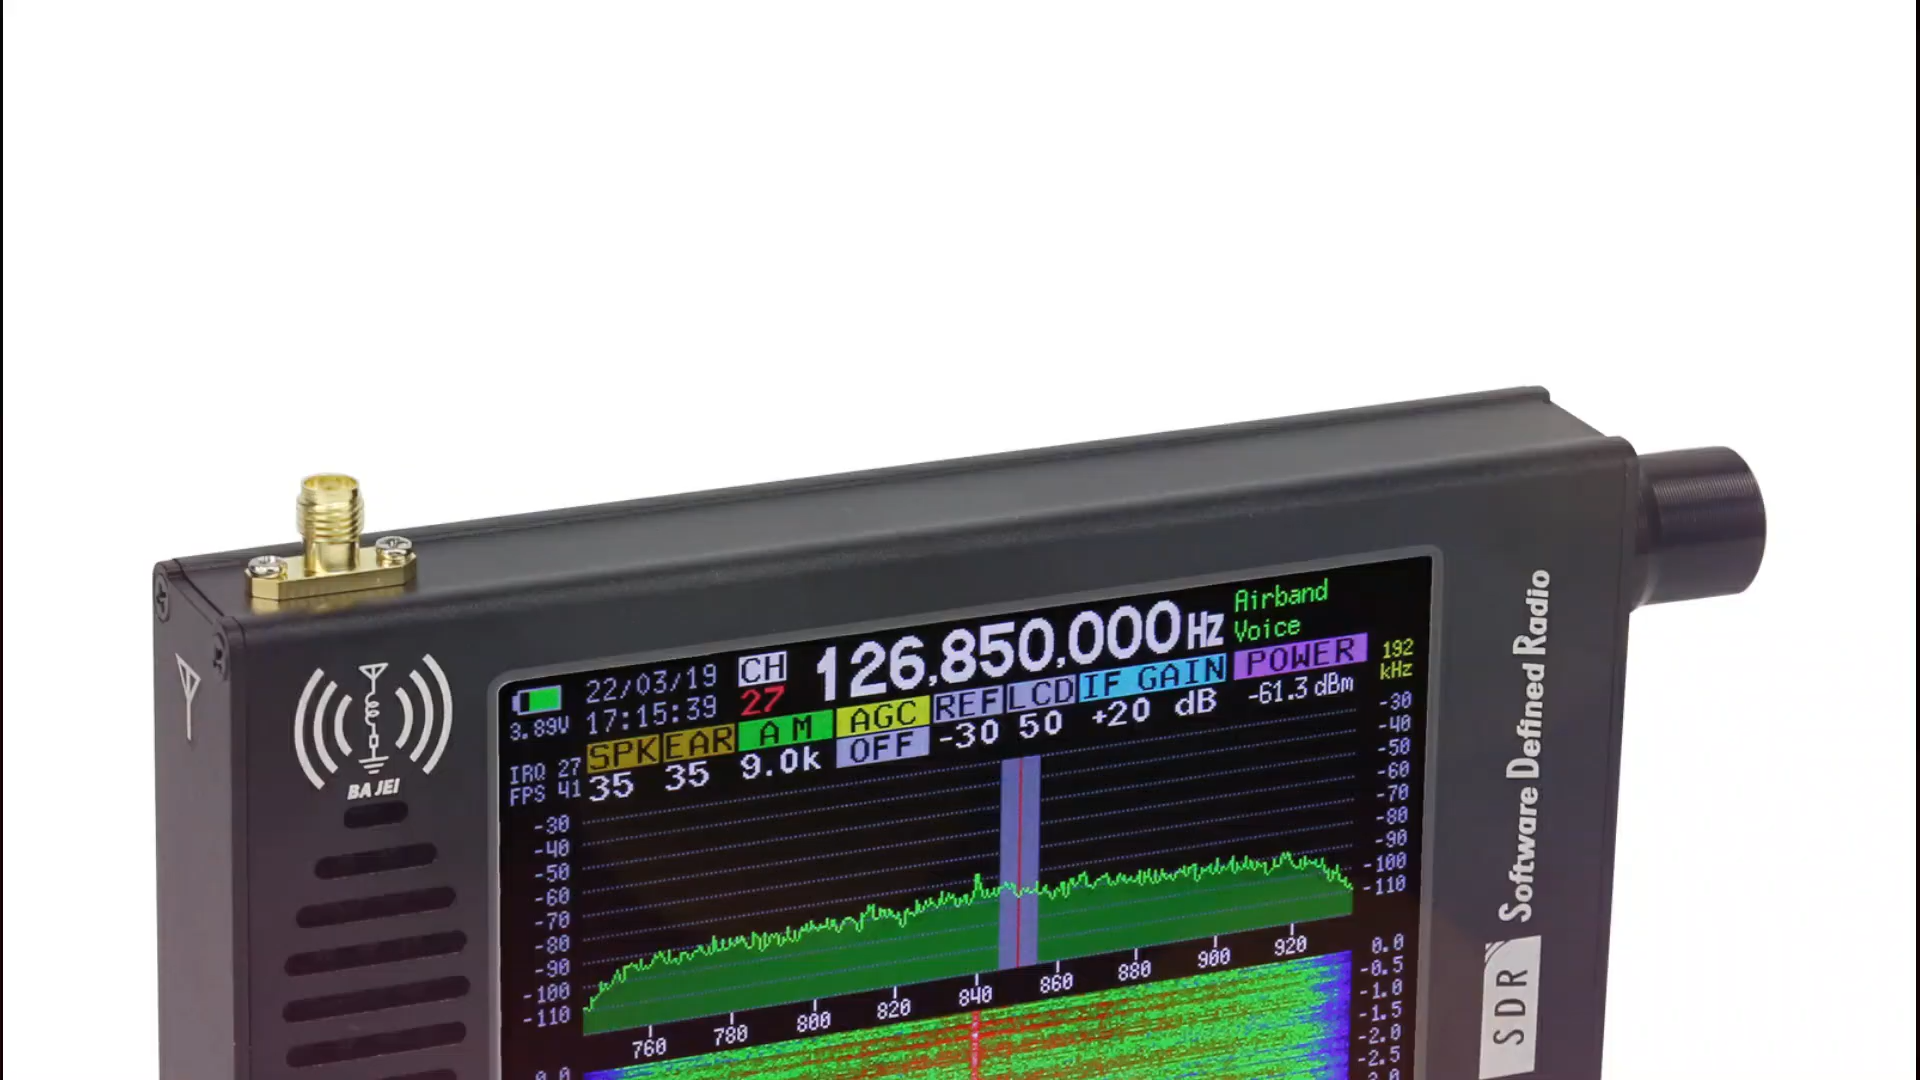 126,850,000Hz
Airband
Voice
22/03/19
17:15:39
CH
27
3.89V
SPK
35
EAR
35
AM
9.0k
AGC
OFF
REF
-30
LCD
50
IF GAIN
+20 dB
POWER
-61.3dBm
192
kHz
IRQ 27
FPS 41
-30
-40
-50
-60
-70
-80
-90
-100
-110
-30
-40
-50
-60
-70
-80
-90
-100
-110
760
780
800
820
840
860
880
900
920
0.0
-0.5
-1.0
-1.5
-2.0
-2.5
BAJEI
Software Defined Radio
SDR